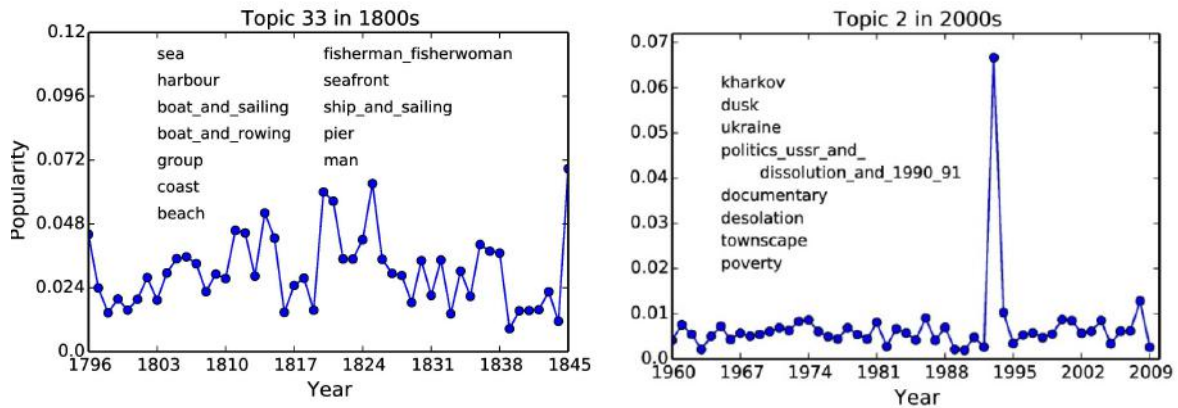 Topic 33 in 1800s
0.12
0.096
0.072
0.048
0.024
0.0
Popularity
sea
harbour
boat_and_sailing
boat_and_rowing
group
coast
beach
fisherman_fisherwoman
seafront
ship_and_sailing
pier
man
1796 1803 1810 1817 1824 1831 1838 1845
Year
Topic 2 in 2000s
0.07
0.06
0.05
0.04
0.03
0.02
0.01
0.0
kharkov
dusk
ukraine
politics_ussr_and_
dissolution_and_1990_91
documentary
desolation
townscape
poverty
1960 1967 1974 1981 1988 1995 2002 2009
Year